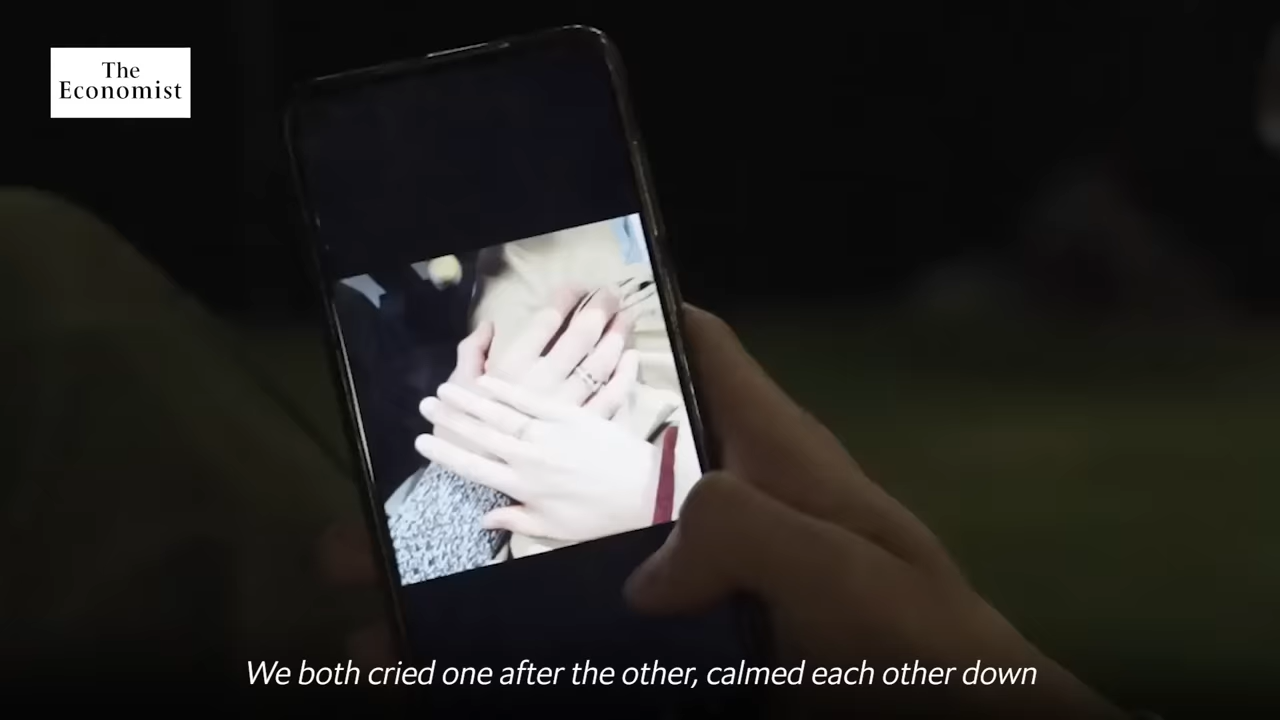 The
Economist
We both cried one after the other, calmed each other down